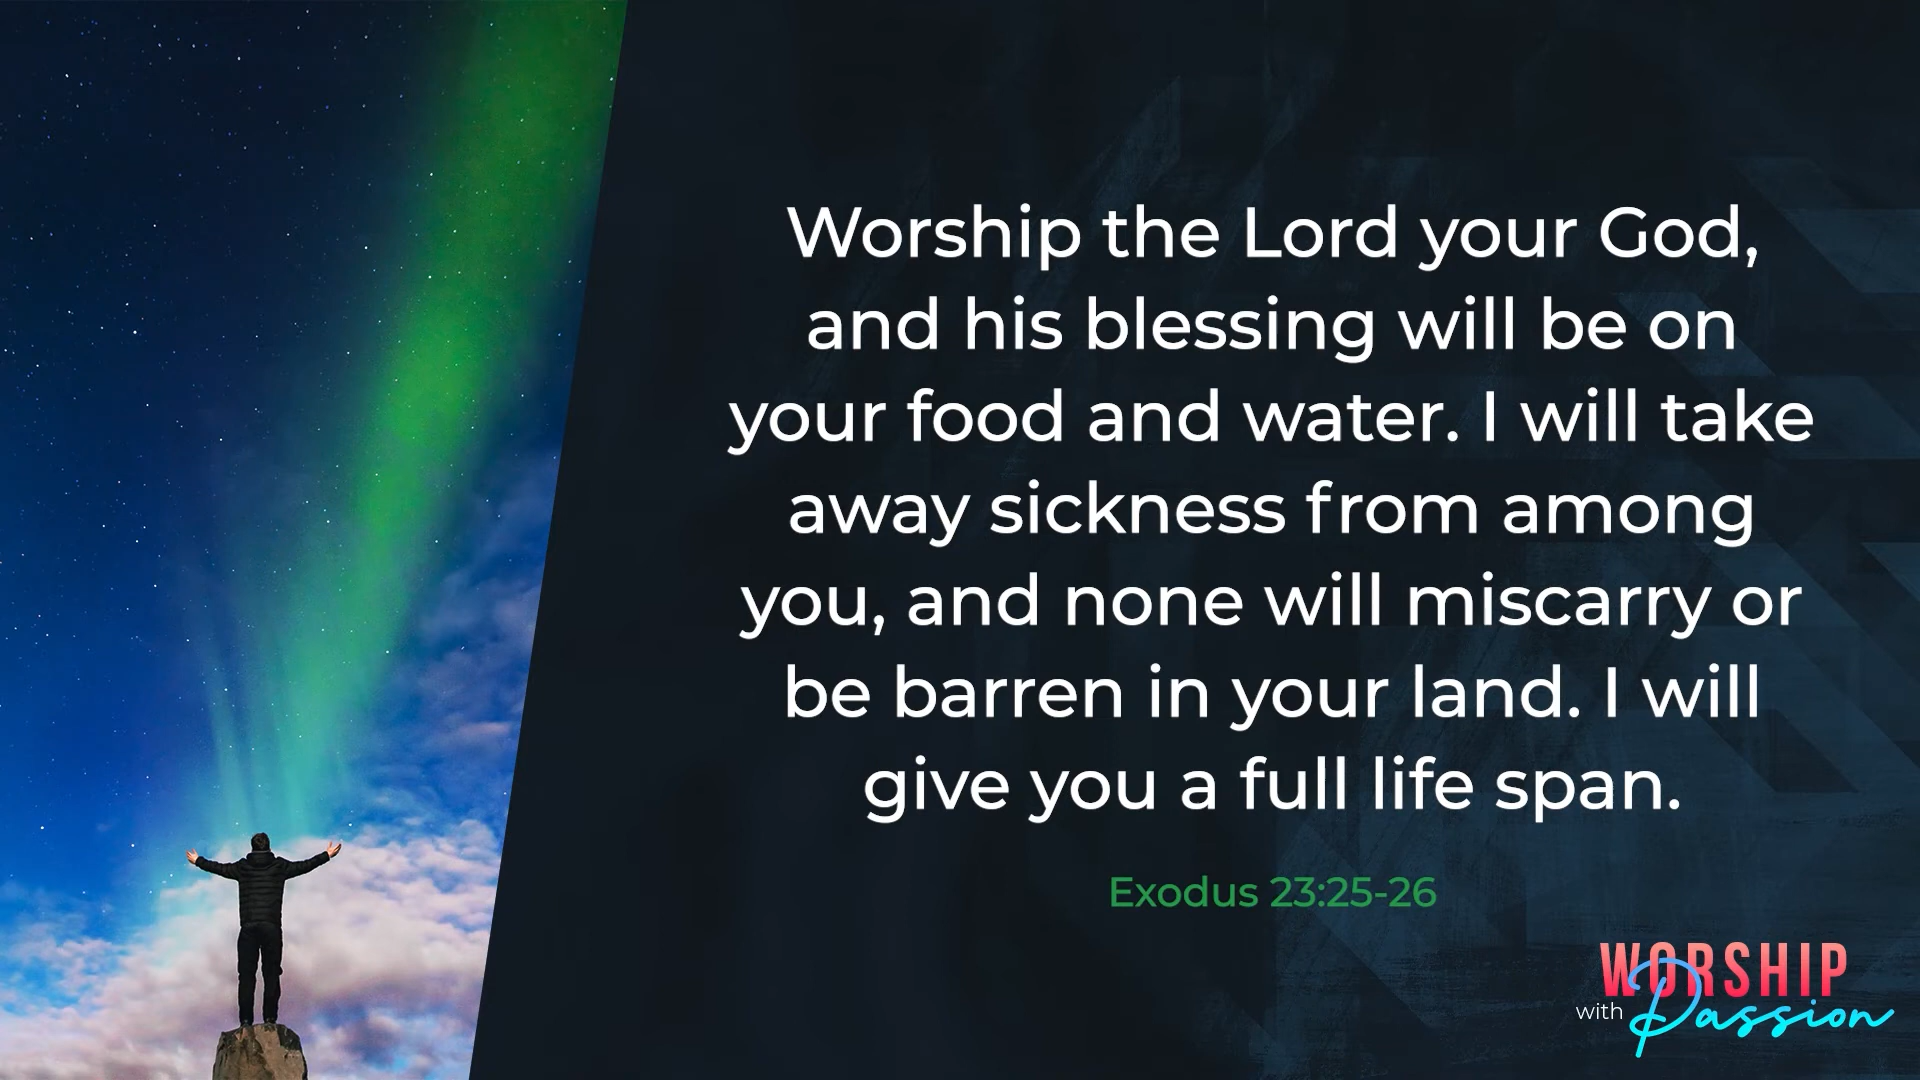 Worship the Lord your God,
and his blessing will be on
your food and water. I will take
away sickness from among
you, and none will miscarry or
be barren in your land. I will
give you a full life span.
Exodus 23:25-26
WORSHIP
with Passion